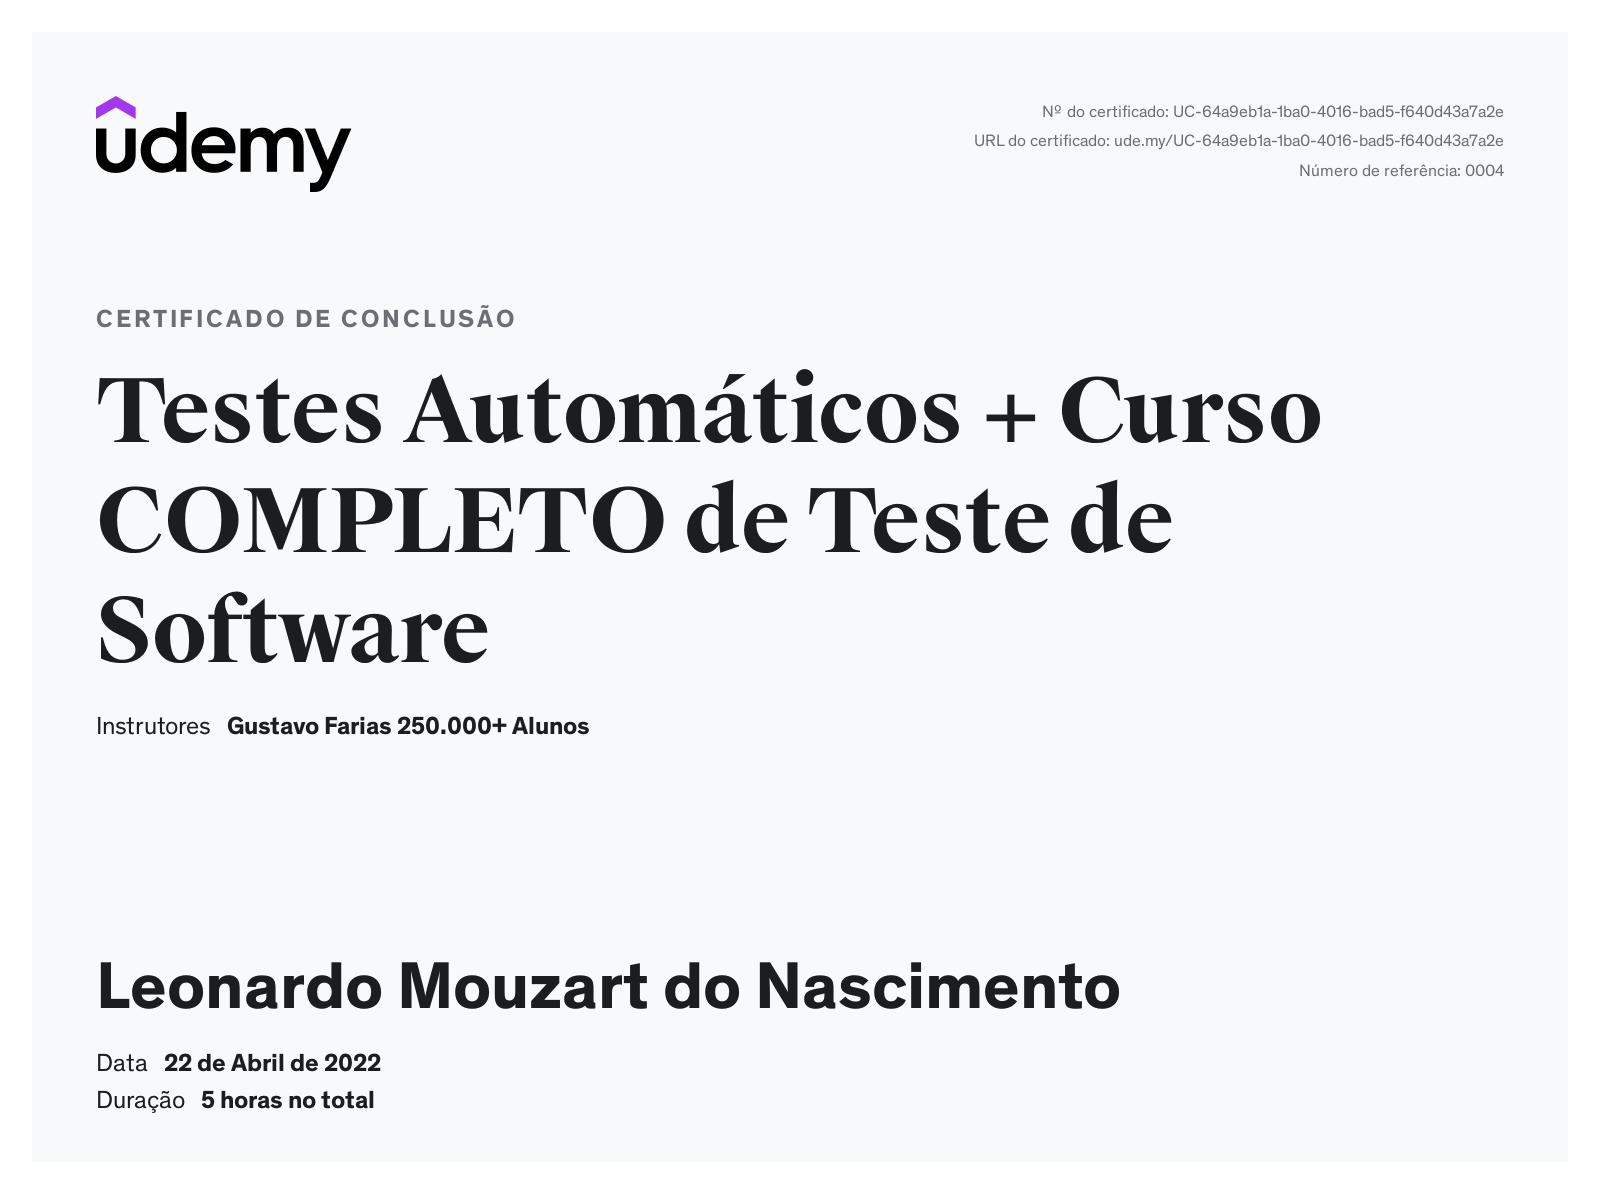 udemy
Nº do certificado: UC-64a9eb1a-1ba0-4016-bad5-f640d43a7a2e
URL do certificado: ude.my/UC-64a9eb1a-1ba0-4016-bad5-f640d43a7a2e
Número de referência: 0004
CERTIFICADO DE CONCLUSÃO
Testes Automáticos + Curso
COMPLETO de Teste de
Software
Instrutores Gustavo Farias 250.000+ Alunos
Leonardo Mouzart do Nascimento
Data 22 de Abril de 2022
Duração 5 horas no total